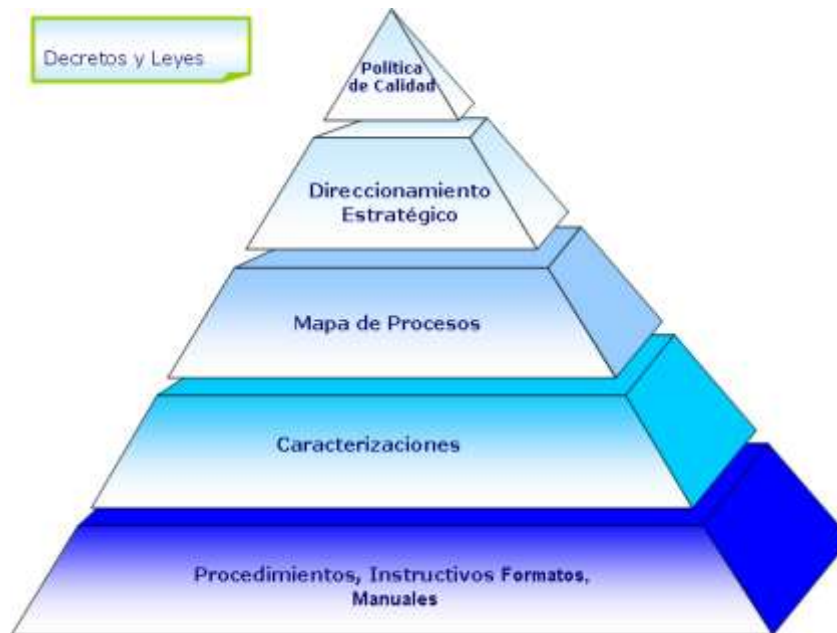 Decretos y Leyes
Política
de Calidad
Direccionamiento
Estratégico
Mapa de Procesos
Caracterizaciones
Procedimientos, Instructivos Formatos,
Manuales